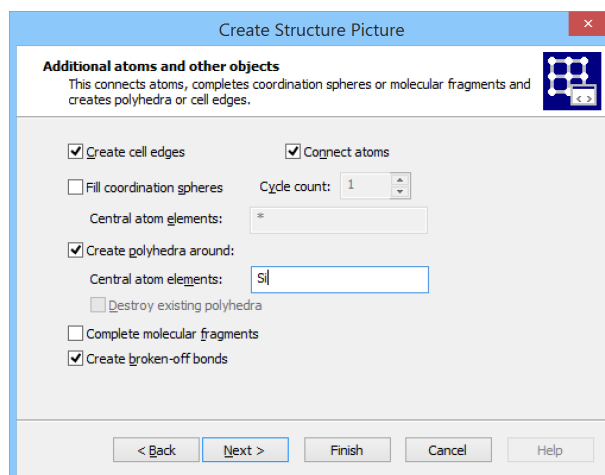 Create Structure Picture
×
Additional atoms and other objects
This connects atoms, completes coordination spheres or molecular fragments and
creates polyhedra or cell edges.
Create cell edges
Connect atoms
Fill coordination spheres
Cycle count: 1
Central atom elements: *
Create polyhedra around:
Central atom elements: Si
Destroy existing polyhedra
Complete molecular fragments
Create broken-off bonds
< Back
Next >
Finish
Cancel
Help